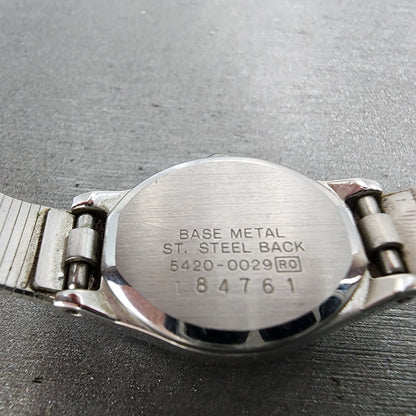 BASE METAL
ST. STEEL BACK
5420-0029 RO
184761